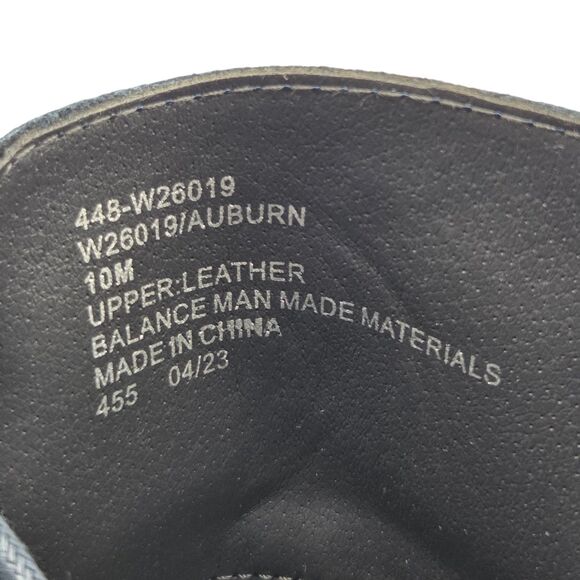 448-W26019
W26019/AUBURN
10M
UPPER:LEATHER
BALANCE MAN MADE MATERIALS
MADE IN CHINA
455 04/23